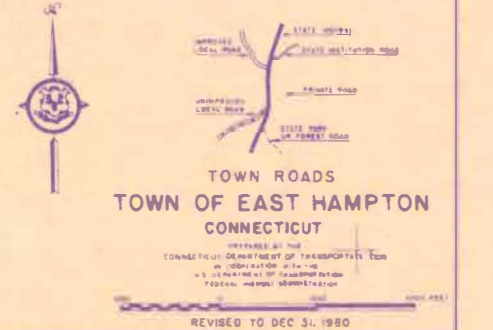 STATE HIGHWAY
IMPROVED
LOCAL ROAD
STATE INSTITUTION ROAD
PRIVATE ROAD
UNIMPROVED
LOCAL ROAD
STATE PARK
OR FOREST ROAD
TOWN ROADS
TOWN OF EAST HAMPTON
CONNECTICUT
PREPARED BY THE
CONNECTICUT DEPARTMENT OF TRANSPORTATION
IN COOPERATION WITH THE
U S DEPARTMENT OF TRANSPORTATION
FEDERAL HIGHWAY ADMINISTRATION
FEET
REVISED TO DEC 31, 1980